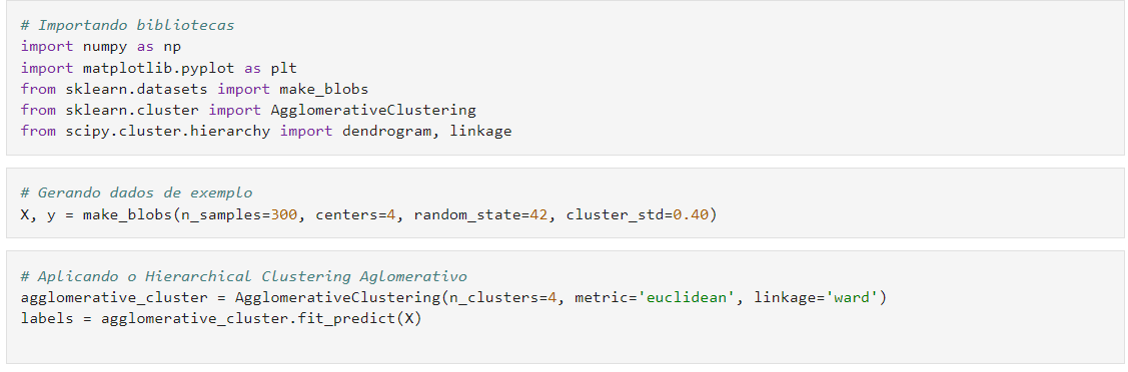 # Importando bibliotecas
import numpy as np
import matplotlib.pyplot as plt
from sklearn.datasets import make_blobs
from sklearn.cluster import AgglomerativeClustering
from scipy.cluster.hierarchy import dendrogram, linkage
# Gerando dados de exemplo
X, y = make_blobs(n_samples=300, centers=4, random_state=42, cluster_std=0.40)
# Aplicando o Hierarchical Clustering Aglomerativo
agglomerative_cluster = AgglomerativeClustering(n_clusters=4, metric='euclidean', linkage='ward')
labels = agglomerative_cluster.fit_predict(X)